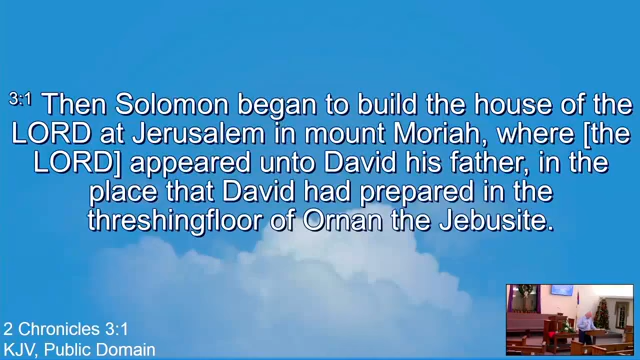 3:1 Then Solomon began to build the house of the
LORD at Jerusalem in mount Moriah, where [the
LORD] appeared unto David his father, in the
place that David had prepared in the
threshingfloor of Ornan the Jebusite.
2 Chronicles 3:1
KJV, Public Domain